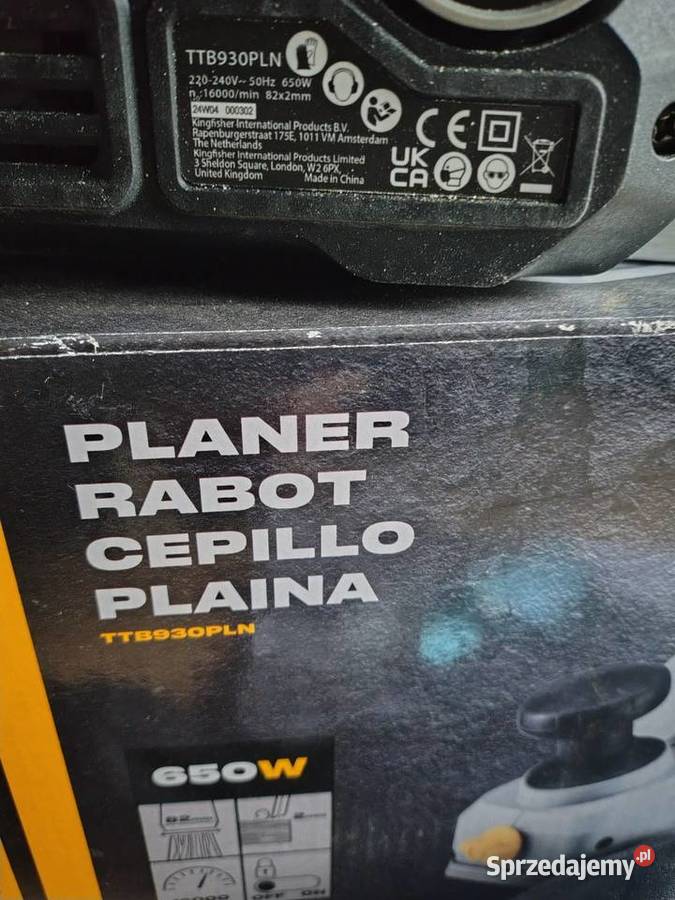 TTB930PLN
220-240V~ 50Hz 650W
n₀:16000/min 82x2mm
24W04 000302
Kingfisher International Products B.V.
Rapenburgerstraat 175E, 1011 VM Amsterdam
The Netherlands
Kingfisher International Products Limited
3 Sheldon Square, London, W2 6PX,
United Kingdom Made in China
CE
UK
CA
PLANER
RABOT
CEPILLO
PLAINA
TTB930PLN
650W
82mm 2mm
OFF ON
Sprzedajemy.pl